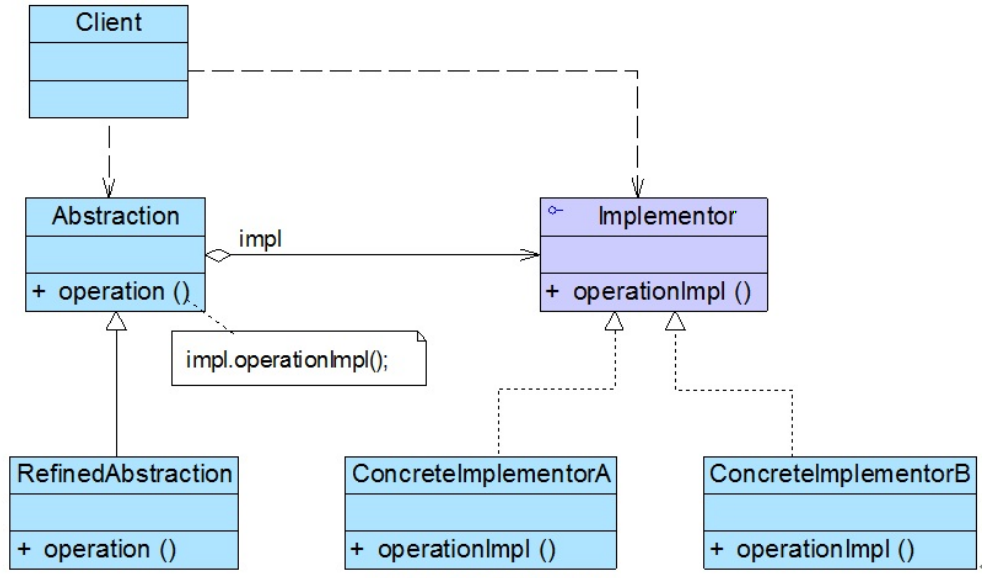 Client
Abstraction
+ operation ()
impl
Implementor
+ operationImpl ()
impl.operationImpl();
RefinedAbstraction
+ operation ()
ConcreteImplementorA
+ operationImpl ()
ConcreteImplementorB
+ operationImpl ()